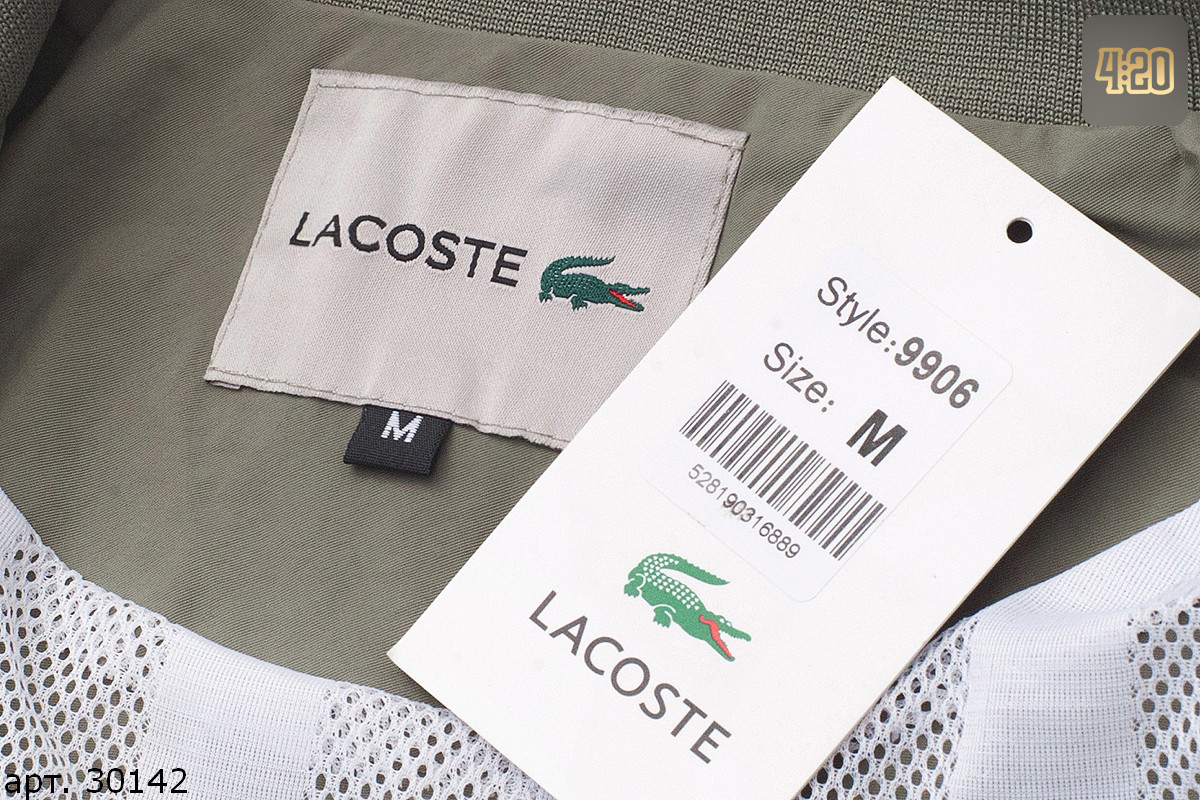 4:20
LACOSTE
M
Style: 9906
Size: M
528190316889
LACOSTE
арт. 30142